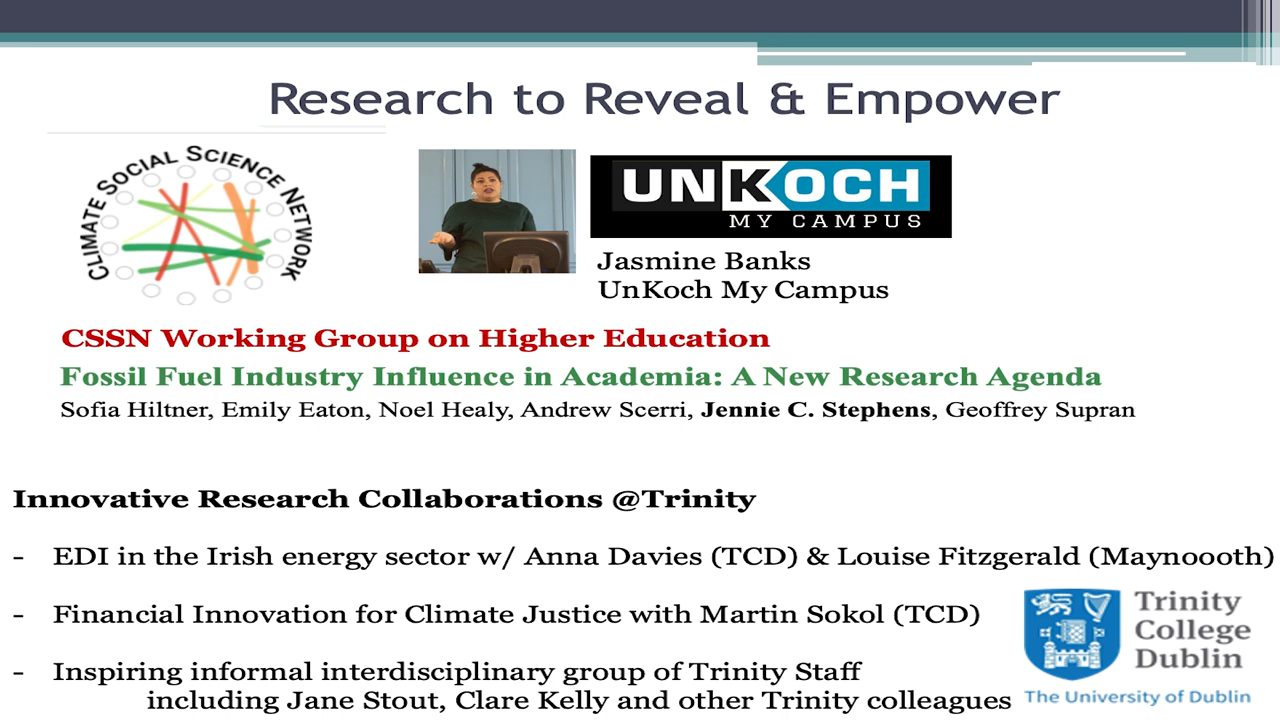 Research to Reveal & Empower
CLIMATE SOCIAL SCIENCE NETWORK
UNKOCH
MY CAMPUS
Jasmine Banks
UnKoch My Campus
CSSN Working Group on Higher Education
Fossil Fuel Industry Influence in Academia: A New Research Agenda
Sofia Hiltner, Emily Eaton, Noel Healy, Andrew Scerri, Jennie C. Stephens, Geoffrey Supran
Innovative Research Collaborations @Trinity
- EDI in the Irish energy sector w/ Anna Davies (TCD) & Louise Fitzgerald (Maynoooth)
- Financial Innovation for Climate Justice with Martin Sokol (TCD)
- Inspiring informal interdisciplinary group of Trinity Staff
including Jane Stout, Clare Kelly and other Trinity colleagues
Trinity
College
Dublin
The University of Dublin